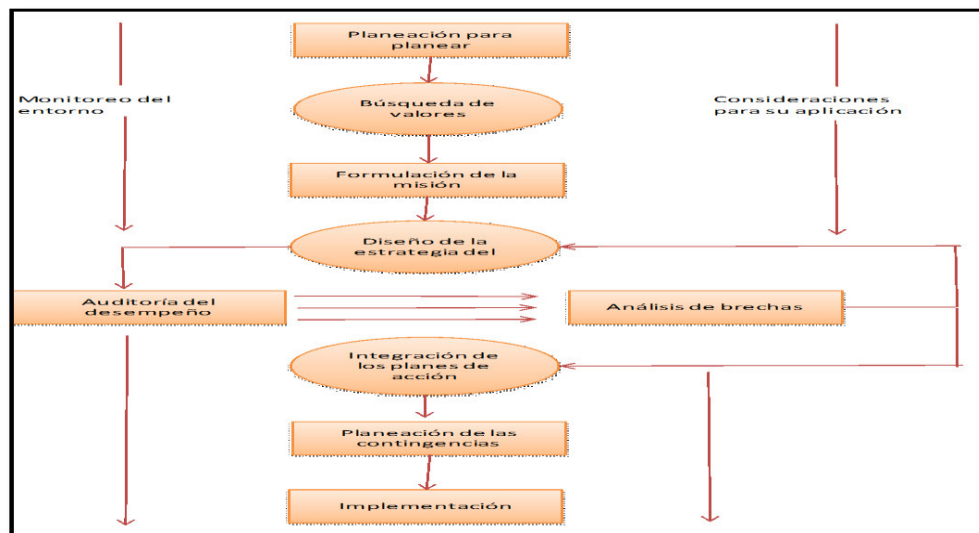 Planeación para
planear
Monitoreo del
entorno
Búsqueda de
valores
Consideraciones
para su aplicación
Formulación de la
misión
Diseño de la
estrategia del
Auditoría del
desempeño
Análisis de brechas
Integración de
los planes de
acción
Planeación de las
contingencias
Implementación